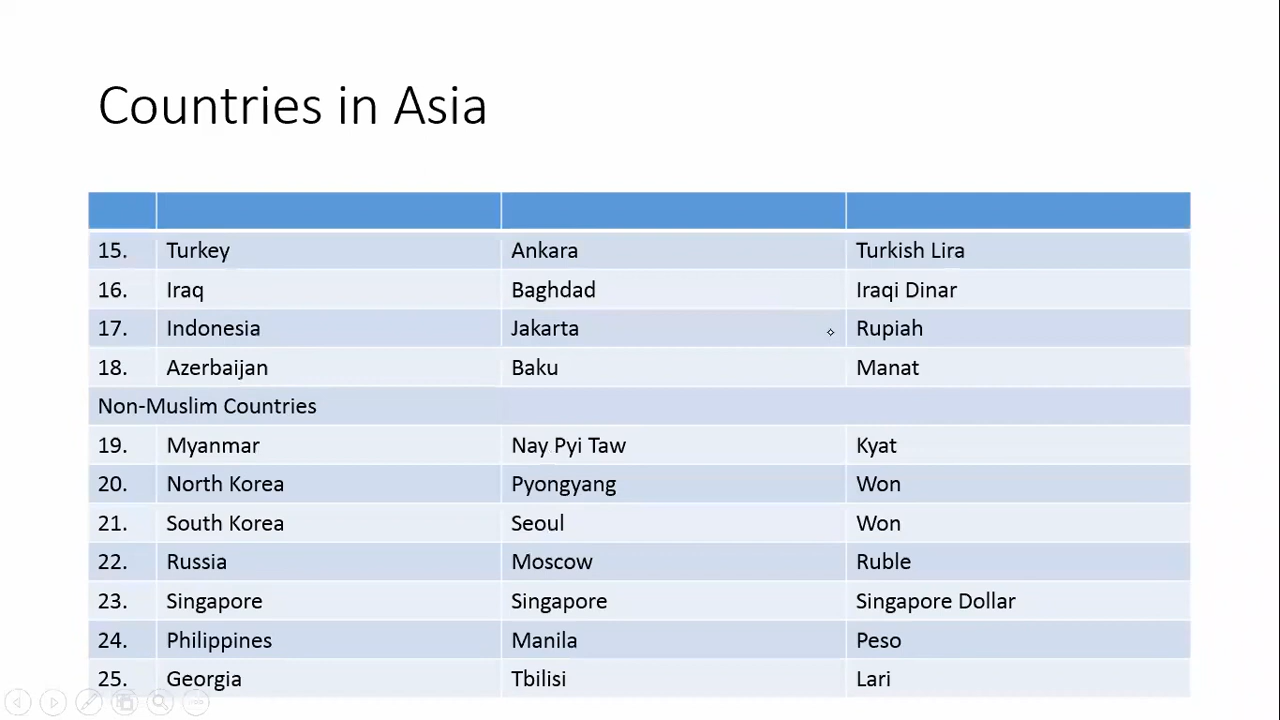 Countries in Asia
15. Turkey Ankara Turkish Lira
16. Iraq Baghdad Iraqi Dinar
17. Indonesia Jakarta Rupiah
18. Azerbaijan Baku Manat
Non-Muslim Countries
19. Myanmar Nay Pyi Taw Kyat
20. North Korea Pyongyang Won
21. South Korea Seoul Won
22. Russia Moscow Ruble
23. Singapore Singapore Singapore Dollar
24. Philippines Manila Peso
25. Georgia Tbilisi Lari